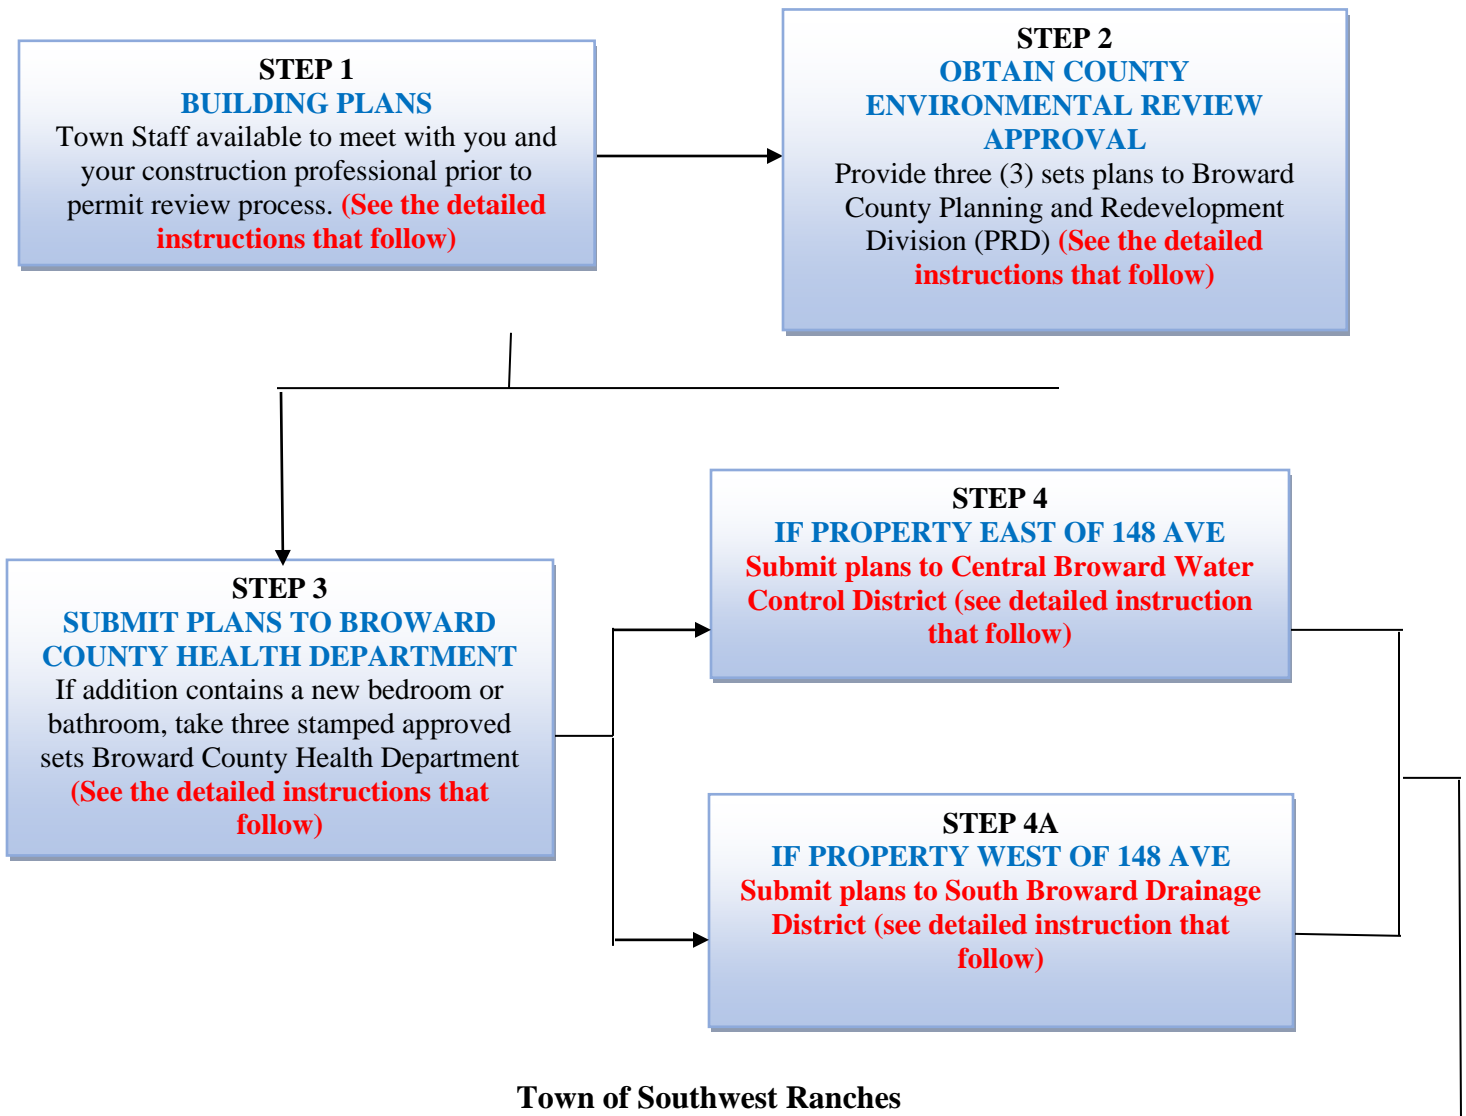 STEP 1
BUILDING PLANS
Town Staff available to meet with you and
your construction professional prior to
permit review process. (See the detailed
instructions that follow)
STEP 2
OBTAIN COUNTY
ENVIRONMENTAL REVIEW
APPROVAL
Provide three (3) sets plans to Broward
County Planning and Redevelopment
Division (PRD) (See the detailed
instructions that follow)
STEP 3
SUBMIT PLANS TO BROWARD
COUNTY HEALTH DEPARTMENT
If addition contains a new bedroom or
bathroom, take three stamped approved
sets Broward County Health Department
(See the detailed instructions that
follow)
STEP 4
IF PROPERTY EAST OF 148 AVE
Submit plans to Central Broward Water
Control District (see detailed instruction
that follow)
STEP 4A
IF PROPERTY WEST OF 148 AVE
Submit plans to South Broward Drainage
District (see detailed instruction that
follow)
Town of Southwest Ranches